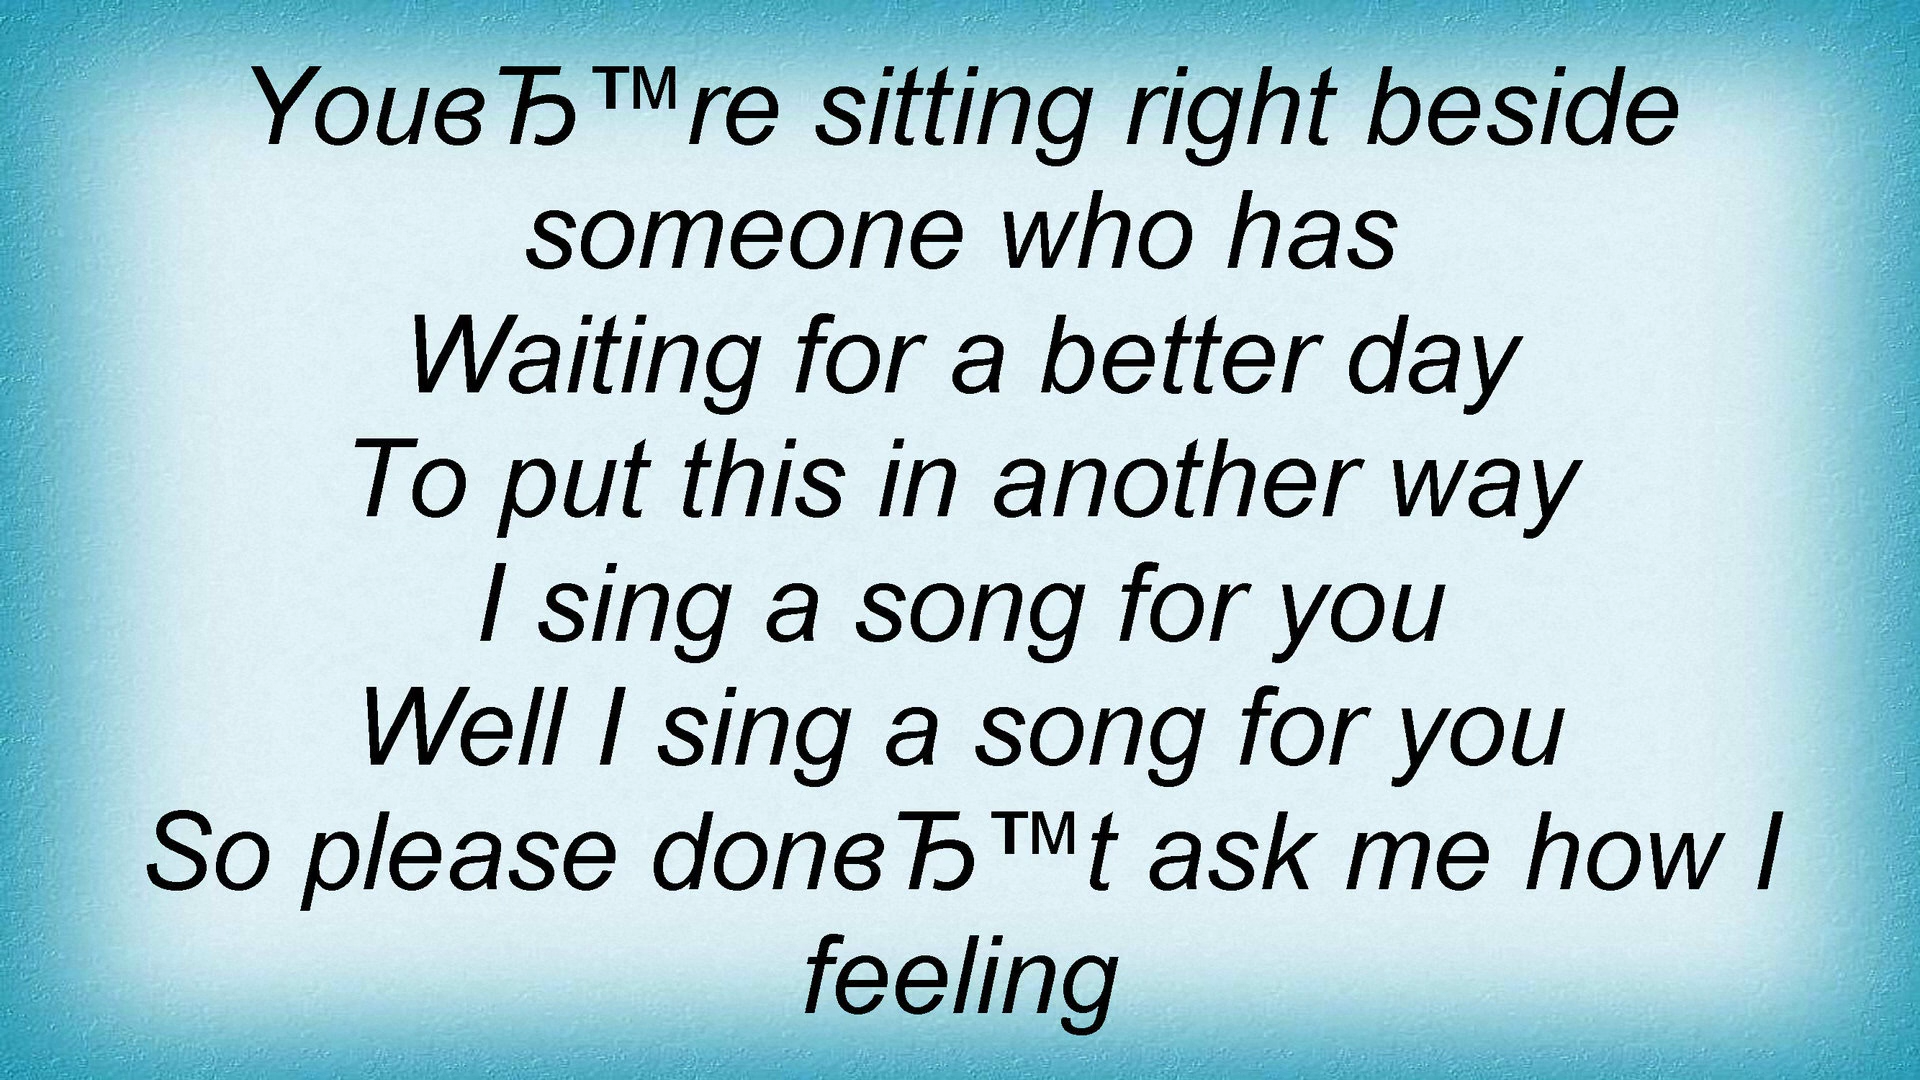 YouвЂ™re sitting right beside
someone who has
Waiting for a better day
To put this in another way
I sing a song for you
Well I sing a song for you
So please donвЂ™t ask me how I
feeling